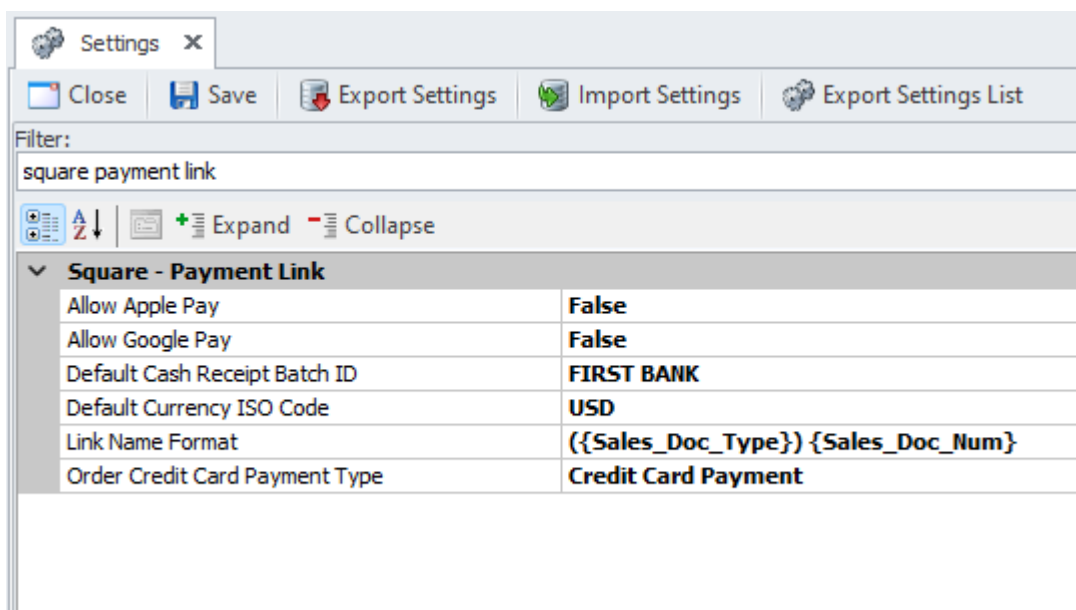 Settings
Close Save Export Settings Import Settings Export Settings List
Filter:
square payment link
Expand Collapse
Square - Payment Link
Allow Apple Pay False
Allow Google Pay False
Default Cash Receipt Batch ID FIRST BANK
Default Currency ISO Code USD
Link Name Format ({Sales_Doc_Type}) {Sales_Doc_Num}
Order Credit Card Payment Type Credit Card Payment